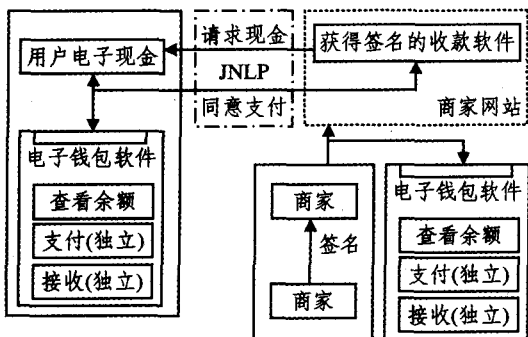 用户电子现金
请求现金
JNLP
同意支付
获得签名的收款软件
商家网站
电子钱包软件
查看余额
支付(独立)
接收(独立)
商家
签名
商家
电子钱包软件
查看余额
支付(独立)
接收(独立)